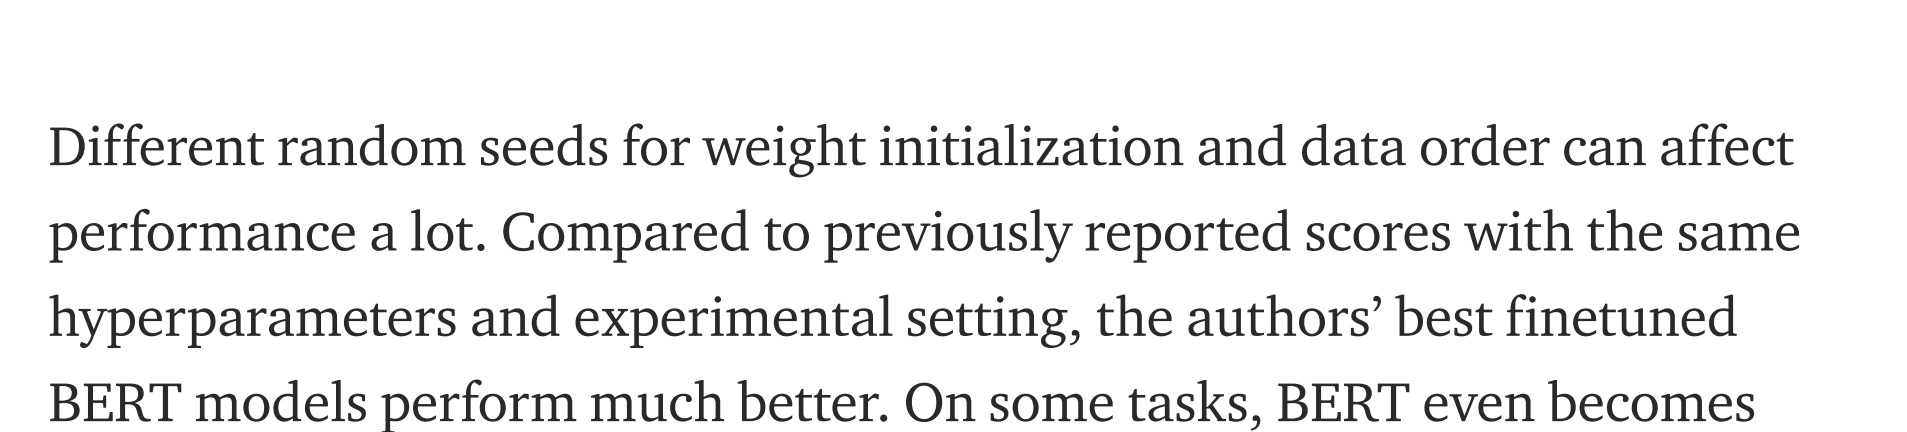 Different random seeds for weight initialization and data order can affect
performance a lot. Compared to previously reported scores with the same
hyperparameters and experimental setting, the authors’ best finetuned
BERT models perform much better. On some tasks, BERT even becomes